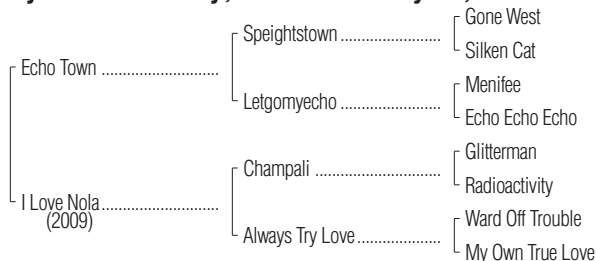 Gone West
Speightstown
Silken Cat
Echo Town
Menifee
Letgomyecho
Echo Echo Echo
Glitterman
Champali
Radioactivity
I Love Nola
(2009)
Ward Off Trouble
Always Try Love
My Own True Love